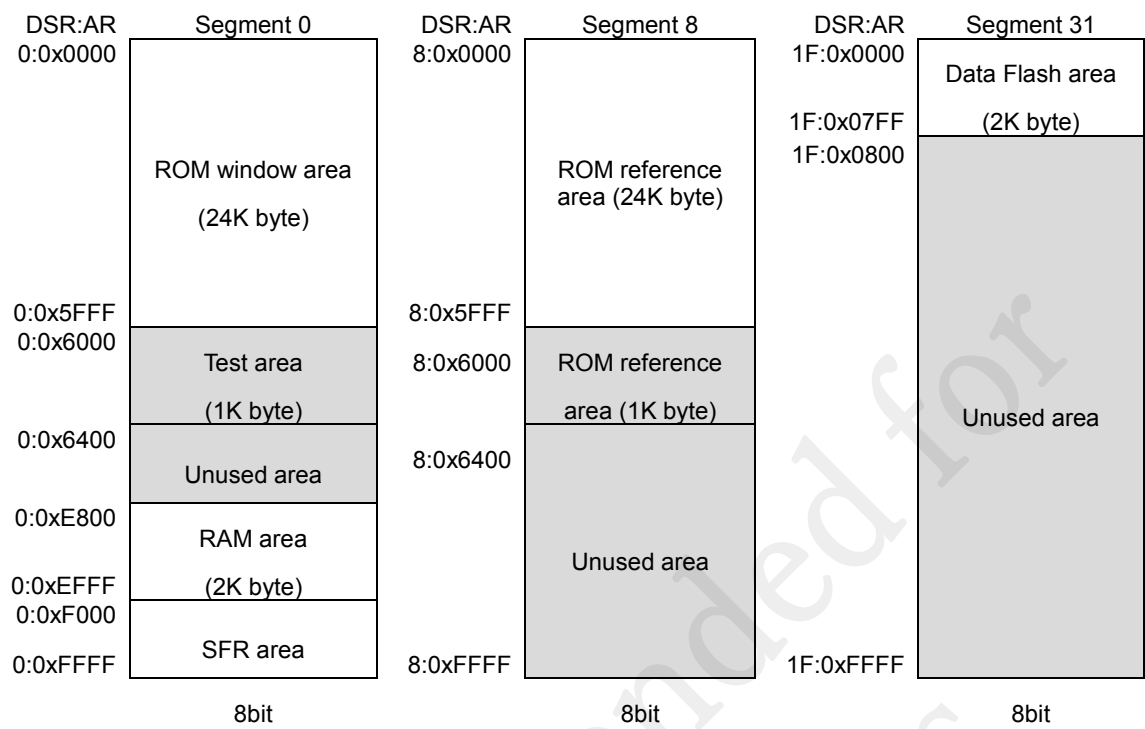 DSR:AR Segment 0
0:0x0000
ROM window area
(24K byte)
0:0x5FFF
0:0x6000
Test area
(1K byte)
0:0x6400
Unused area
0:0xE800
RAM area
0:0xEFFF
(2K byte)
0:0xF000
SFR area
0:0xFFFF
8bit
DSR:AR Segment 8
8:0x0000
ROM reference
area (24K byte)
8:0x5FFF
8:0x6000 ROM reference
area (1K byte)
8:0x6400
Unused area
8:0xFFFF
8bit
DSR:AR Segment 31
1F:0x0000
Data Flash area
1F:0x07FF (2K byte)
1F:0x0800
Unused area
1F:0xFFFF
8bit
ended for